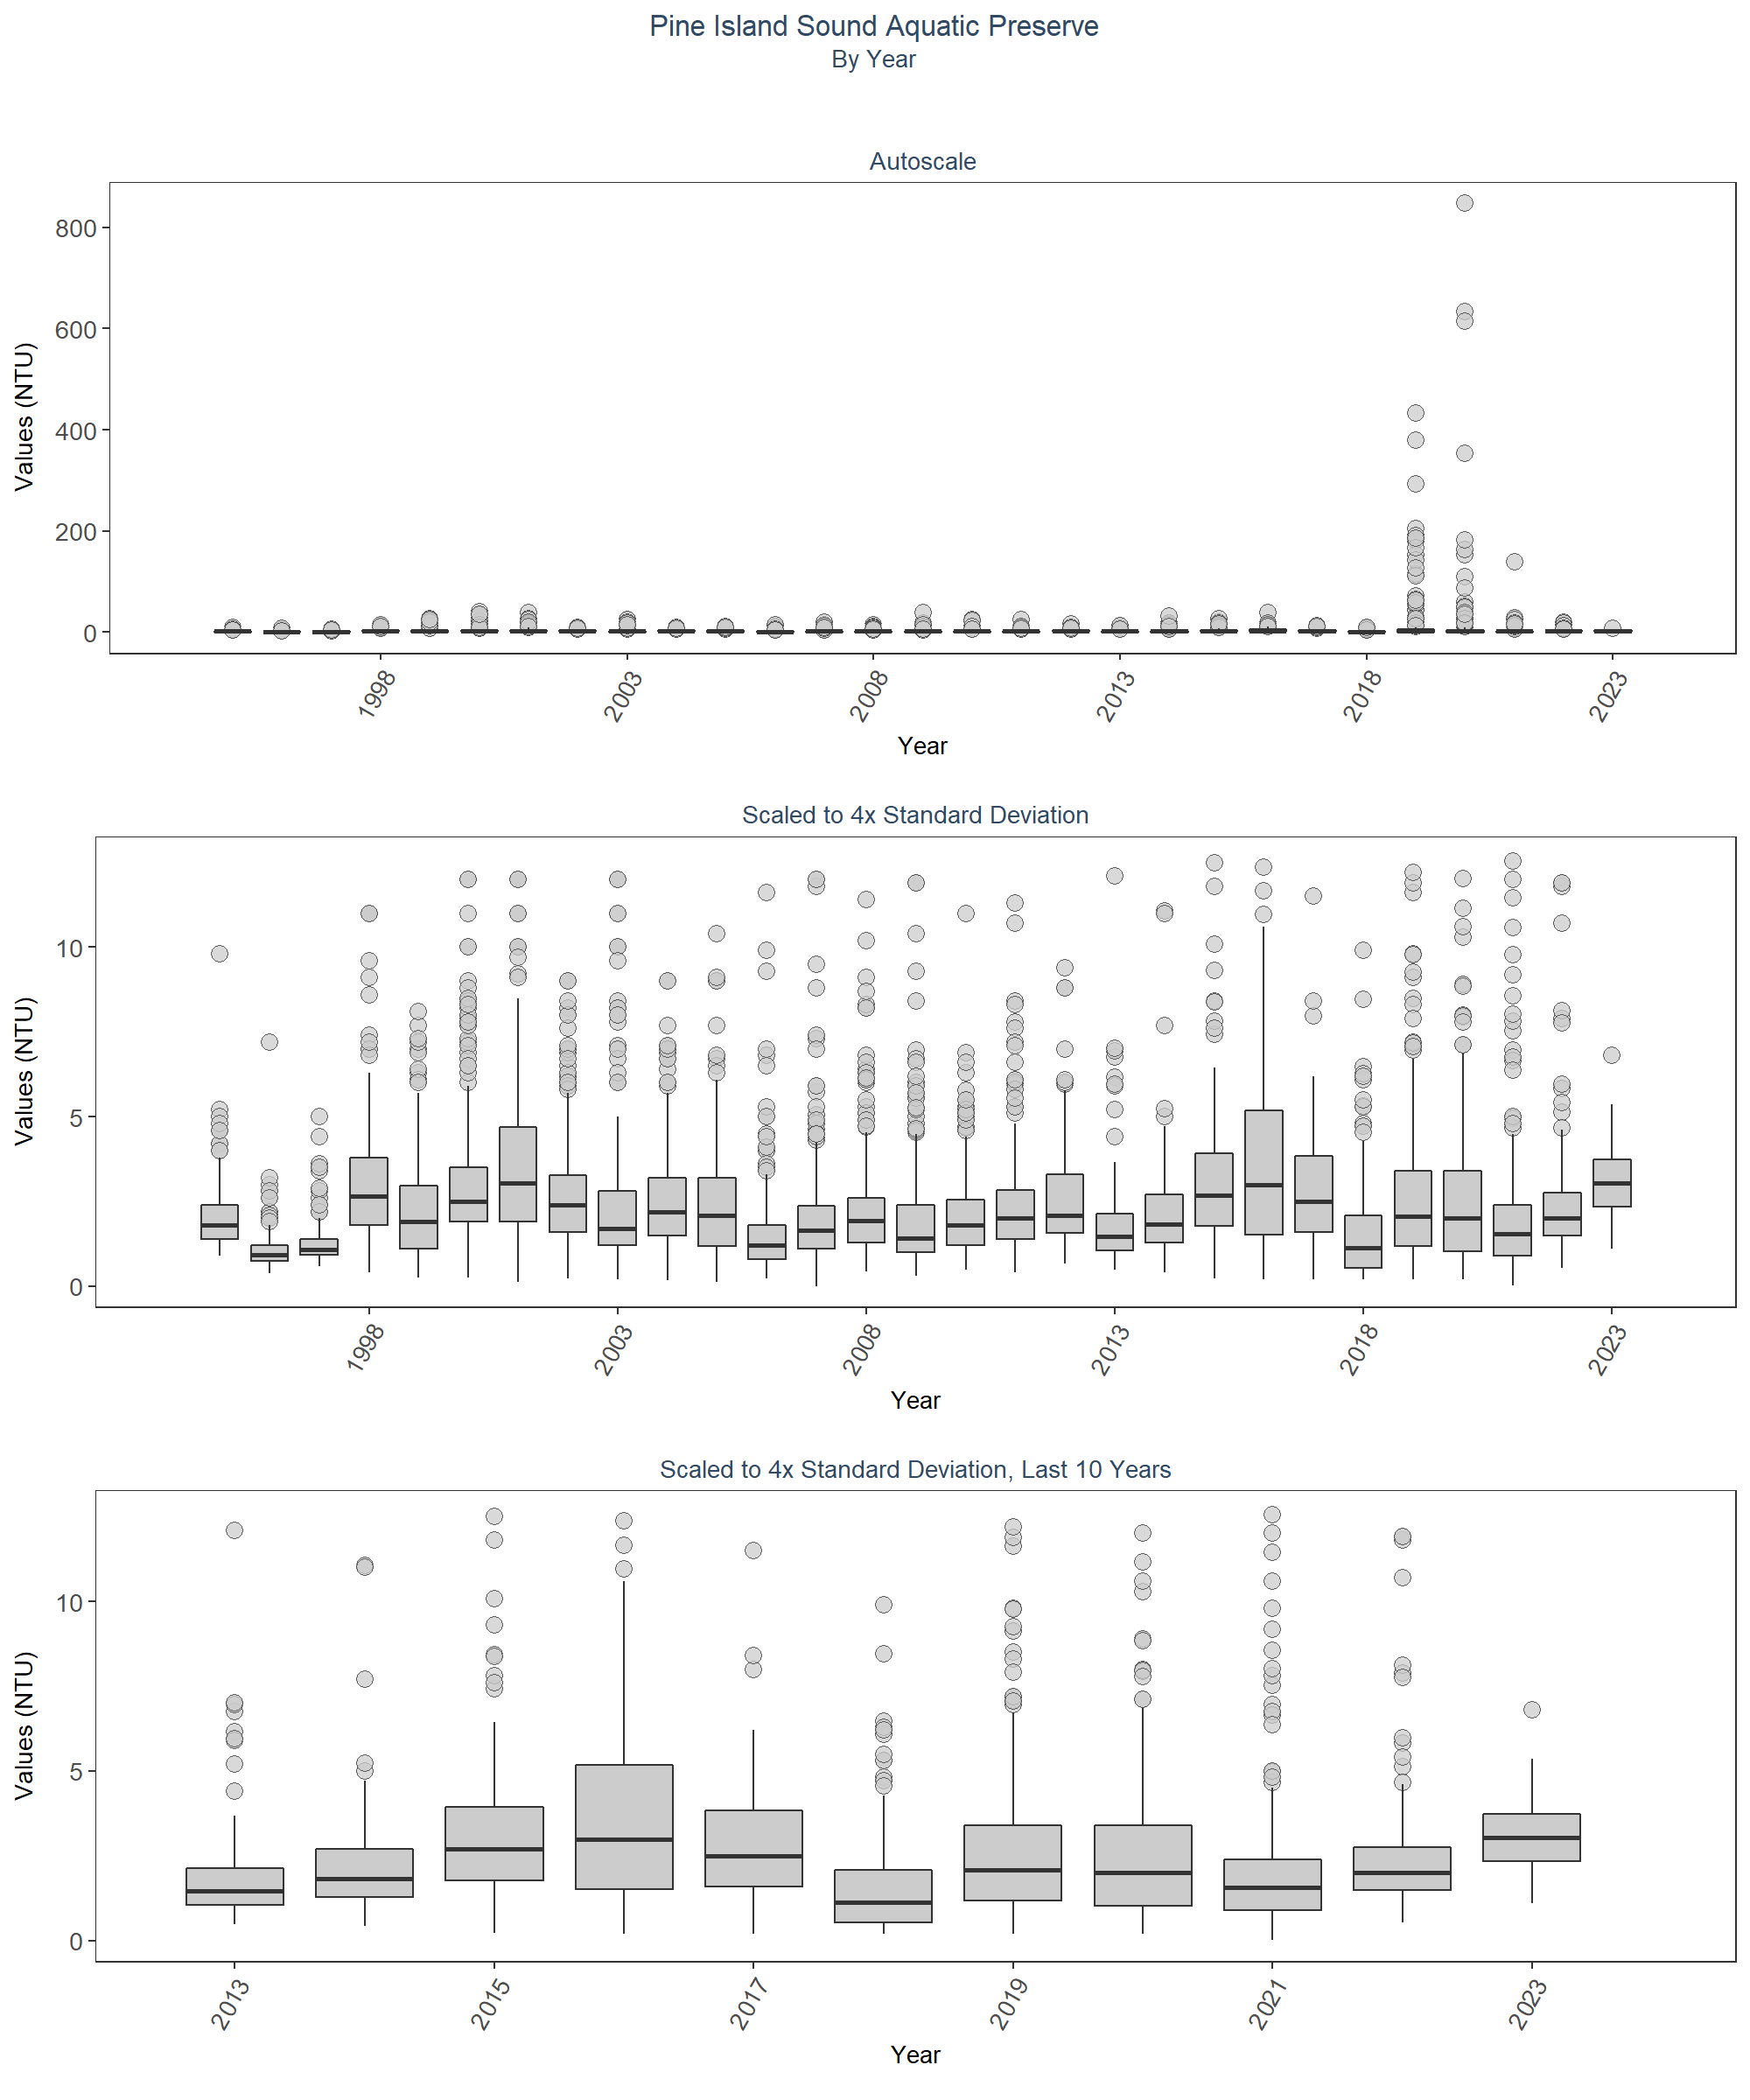 Pine Island Sound Aquatic Preserve
By Year
Autoscale
Values (NTU)
800
600
400
200
0
1998
2003
2008
2013
2018
2023
Year
Scaled to 4x Standard Deviation
Values (NTU)
10
5
0
1998
2003
2008
2013
2018
2023
Year
Scaled to 4x Standard Deviation, Last 10 Years
Values (NTU)
10
5
0
2013
2015
2017
2019
2021
2023
Year